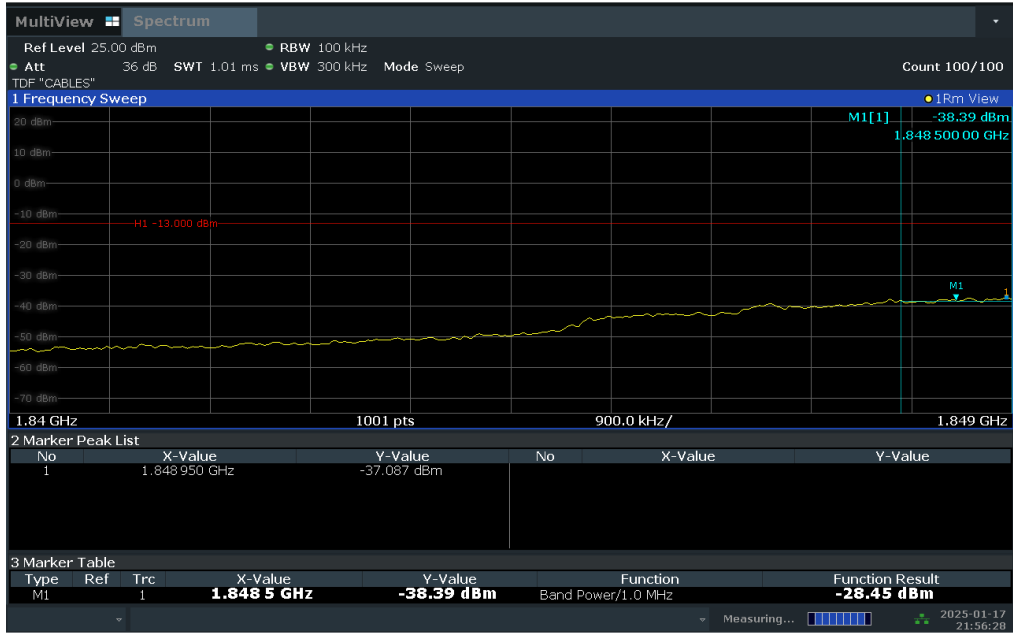 MultiView Spectrum
Ref Level 25.00 dBm RBW 100 kHz
Att 36 dB SWT 1.01 ms VBW 300 kHz Mode Sweep Count 100/100
TDF "CABLES"
1 Frequency Sweep 1Rm View
M1[1] -38.39 dBm
1.848 500 00 GHz
20 dBm
10 dBm
0 dBm
-10 dBm
H1 -13.000 dBm
-20 dBm
-30 dBm
M1
1
-40 dBm
-50 dBm
-60 dBm
-70 dBm
1.84 GHz 1001 pts 900.0 kHz/ 1.849 GHz
2 Marker Peak List
No X-Value Y-Value No X-Value Y-Value
1 1.848 950 GHz -37.087 dBm
3 Marker Table
Type Ref Trc X-Value Y-Value Function Function Result
M1 1 1.848 5 GHz -38.39 dBm Band Power/1.0 MHz -28.45 dBm
Measuring... 2025-01-17
21:56:28